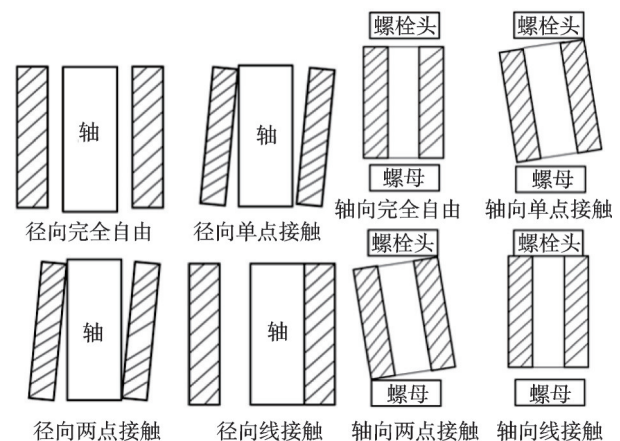 螺栓头 螺栓头
轴 轴
螺母 螺母
径向完全自由 径向单点接触 轴向完全自由 轴向单点接触
螺栓头 螺栓头
轴 轴
螺母 螺母
径向两点接触 径向线接触 轴向两点接触 轴向线接触